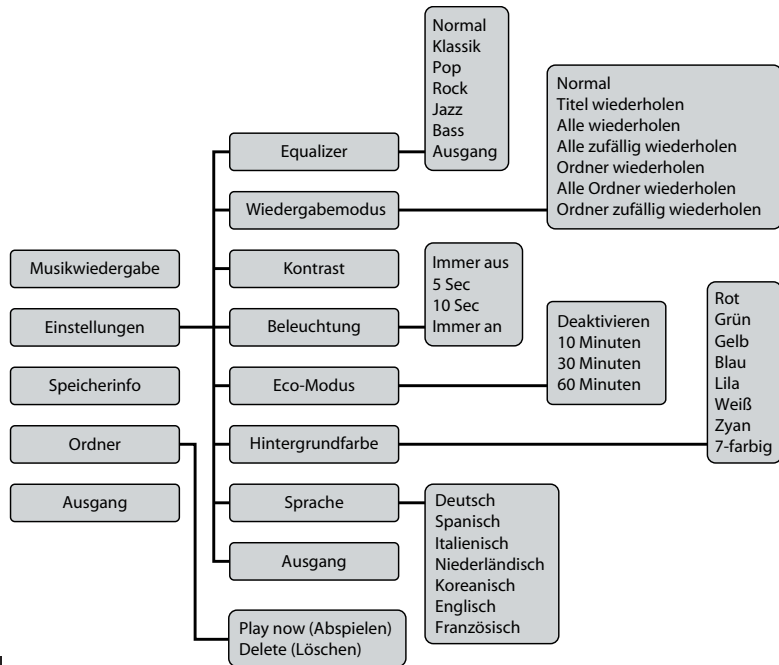 Musikwiedergabe
Einstellungen
Speicherinfo
Ordner
Ausgang
Equalizer
Wiedergabemodus
Kontrast
Beleuchtung
Eco-Modus
Hintergrundfarbe
Sprache
Ausgang
Play now (Abspielen)
Delete (Löschen)
Normal
Klassik
Pop
Rock
Jazz
Bass
Ausgang
Normal
Titel wiederholen
Alle wiederholen
Alle zufällig wiederholen
Ordner wiederholen
Alle Ordner wiederholen
Ordner zufällig wiederholen
Immer aus
5 Sec
10 Sec
Immer an
Deaktivieren
10 Minuten
30 Minuten
60 Minuten
Rot
Grün
Gelb
Blau
Lila
Weiß
Zyan
7-farbig
Deutsch
Spanisch
Italienisch
Niederländisch
Koreanisch
Englisch
Französisch